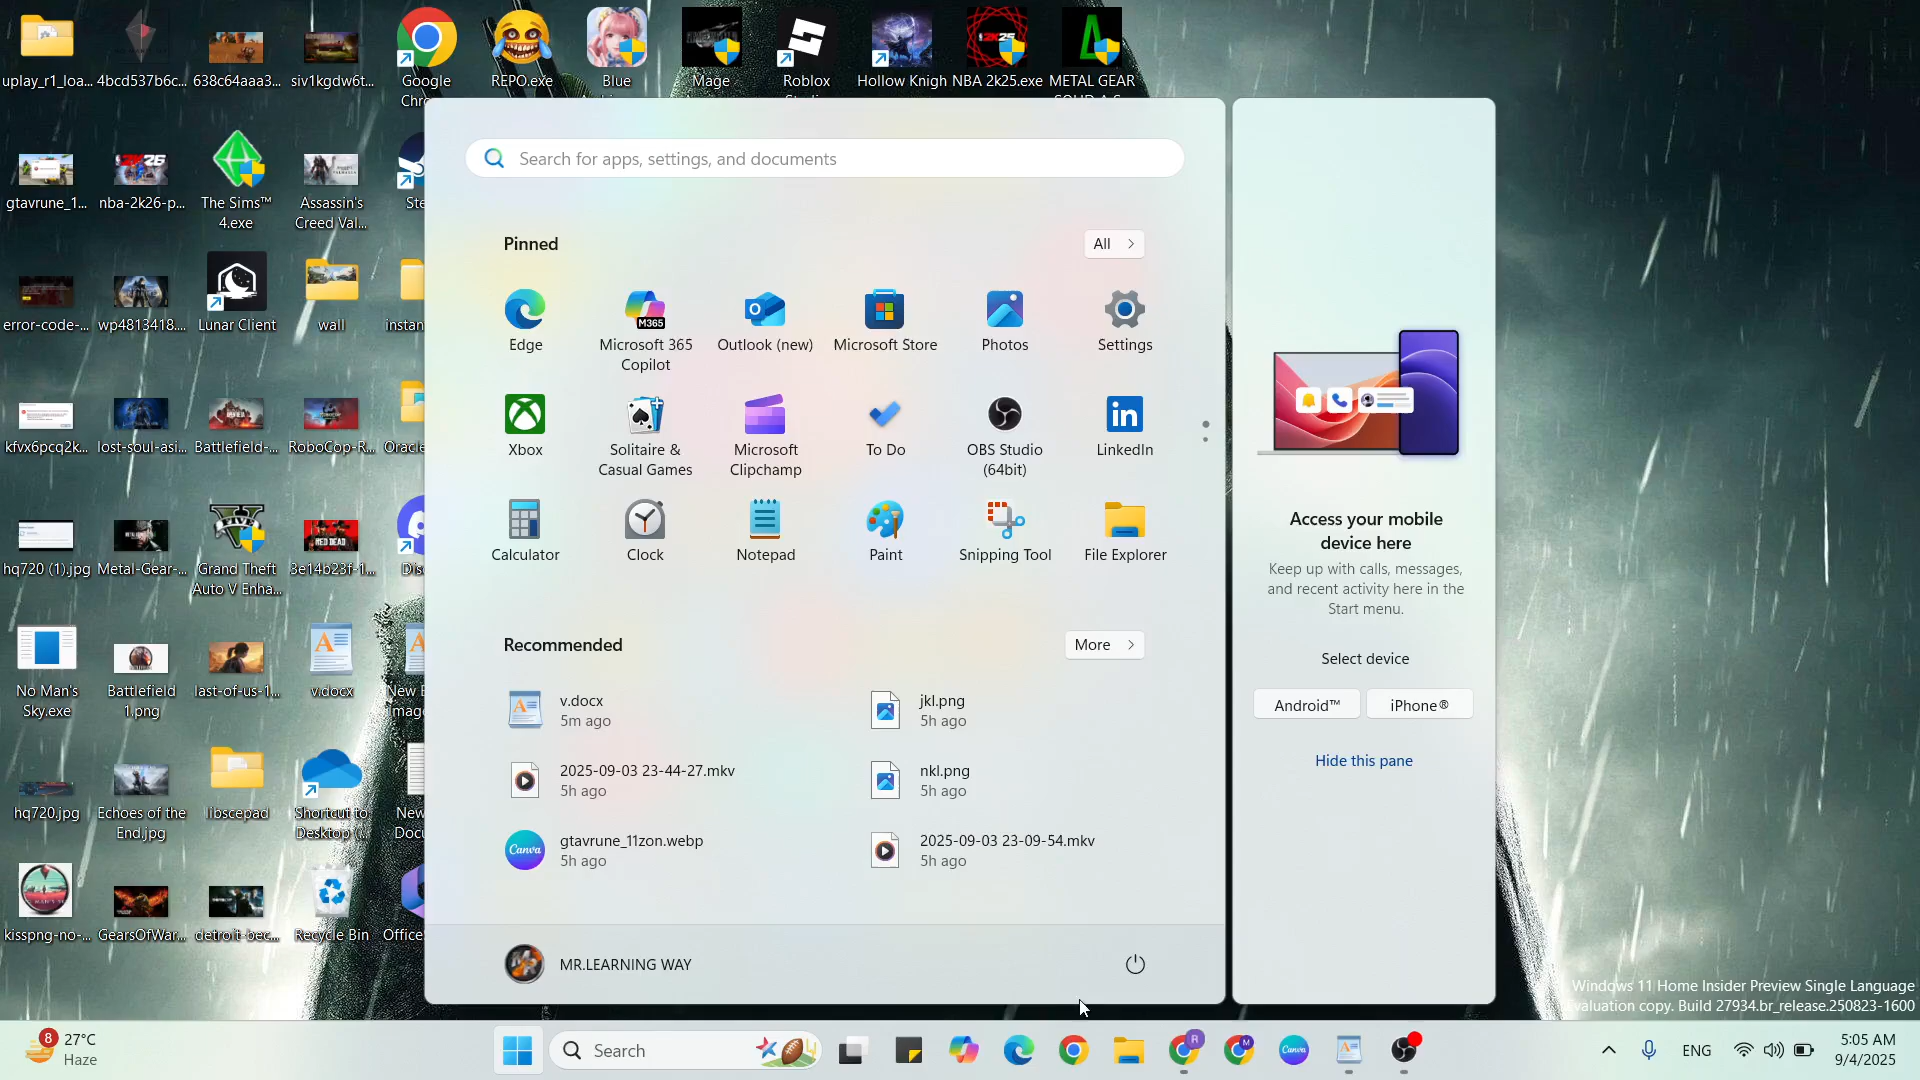 uplay_r1_loa...
4bcd537b6c...
638c64aaa3...
siv1kgdw6t...
Google
REPO.exe
Blue
Mage
Roblox
Hollow Knigh
NBA 2k25.exe
METAL GEAR
gtavrune_1...
nba-2k26-p...
The Sims™
4.exe
Assassin's
Creed Val...
error-code-...
wp4813418....
Lunar Client
wall
kfvx6pcq2k...
lost-soul-asi...
Battlefield-...
RoboCop-R...
hq720 (1).jpg
Metal-Gear-...
Grand Theft
Auto V Enha...
3e14b23f-1...
No Man's
Sky.exe
Battlefield
1.png
last-of-us-1...
v.docx
hq720.jpg
Echoes of the
End.jpg
libscepad
Shortcut to
Desktop (...
kisspng-no-...
GearsOfWar...
detroit-bec...
Recycle Bin
Office
Search for apps, settings, and documents
Pinned
All
Edge
Microsoft 365
Copilot
M365
Outlook (new)
Microsoft Store
Photos
Settings
Xbox
Solitaire &
Casual Games
Microsoft
Clipchamp
To Do
OBS Studio
(64bit)
LinkedIn
Calculator
Clock
Notepad
Paint
Snipping Tool
File Explorer
Recommended
More
v.docx
5m ago
jkl.png
5h ago
2025-09-03 23-44-27.mkv
5h ago
nkl.png
5h ago
Canva
gtavrune_11zon.webp
5h ago
2025-09-03 23-09-54.mkv
5h ago
MR.LEARNING WAY
Access your mobile
device here
Keep up with calls, messages,
and recent activity here in the
Start menu.
Select device
Android™
iPhone®
Hide this pane
Windows 11 Home Insider Preview Single Language
valuation copy. Build 27934.br_release.250823-1600
8
27°C
Haze
Search
R
M
Canva
ENG
5:05 AM
9/4/2025